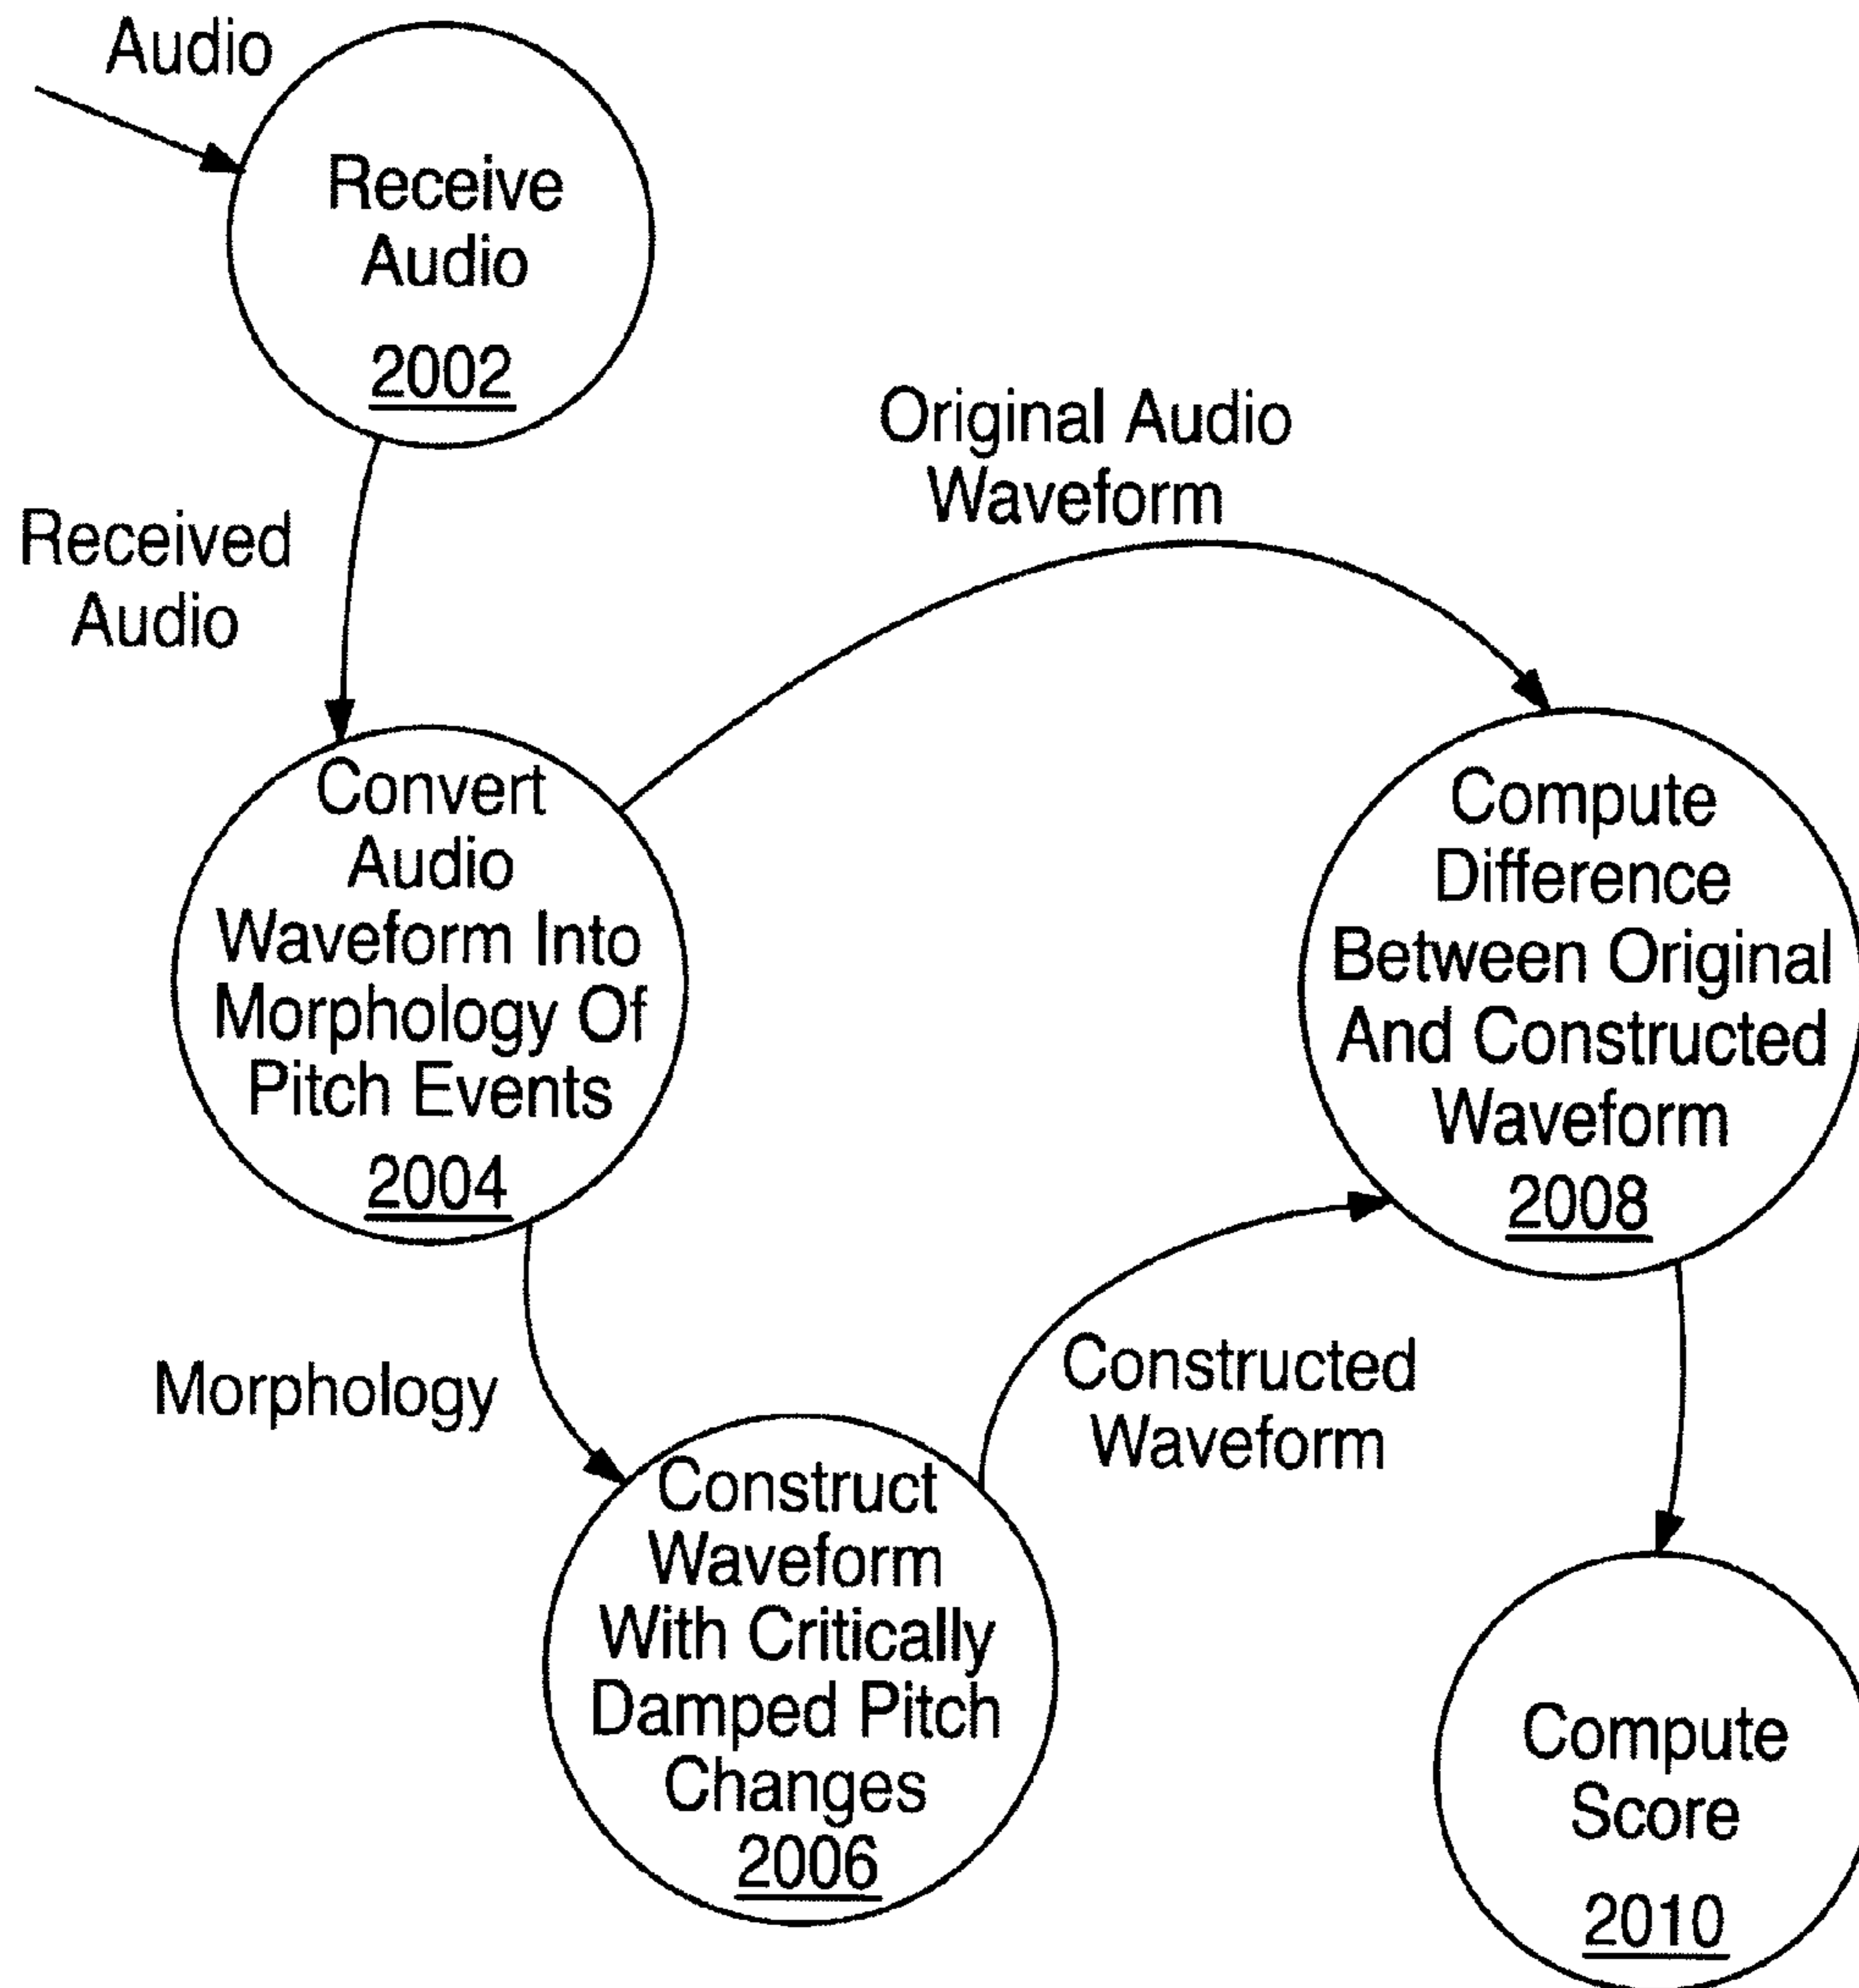 Audio
Receive
Audio
2002
Received
Audio
Original Audio
Waveform
Convert
Audio
Waveform Into
Morphology Of
Pitch Events
2004
Compute
Difference
Between Original
And Constructed
Waveform
2008
Morphology
Constructed
Waveform
Construct
Waveform
With Critically
Damped Pitch
Changes
2006
Compute
Score
2010